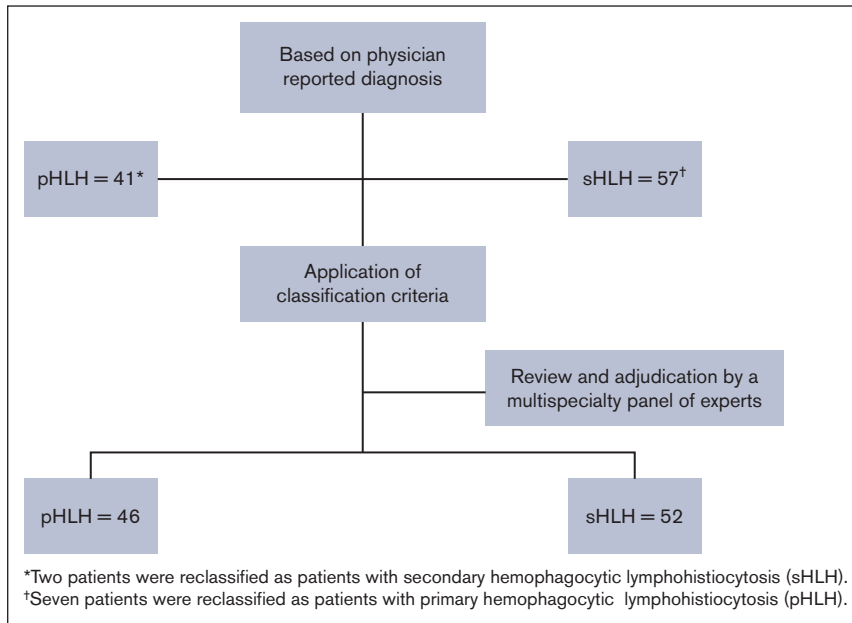 Based on physician
reported diagnosis
pHLH = 41*
sHLH = 57†
Application of
classification criteria
Review and adjudication by a
multispecialty panel of experts
pHLH = 46
sHLH = 52
*Two patients were reclassified as patients with secondary hemophagocytic lymphohistiocytosis (sHLH).
†Seven patients were reclassified as patients with primary hemophagocytic lymphohistiocytosis (pHLH).